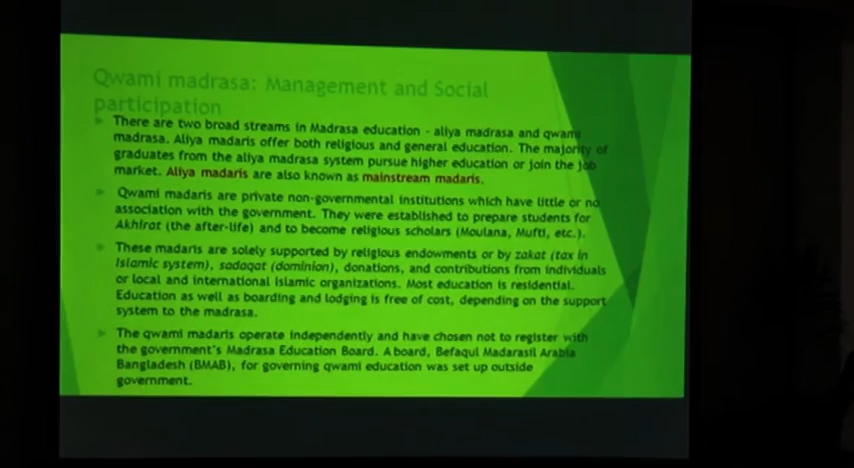 Qwami madrasa: Management and Social
participation
There are two broad streams in Madrasa education - aliya madrasa and qwami
madrasa. Aliya madaris offer both religious and general education. The majority of
graduates from the aliya madrasa system pursue higher education or join the job
market. Aliya madaris are also known as mainstream madaris.
Qwami madaris are private non-governmental institutions which have little or no
association with the government. They were established to prepare students for
Akhirat (the after-life) and to become religious scholars (Moulana, Mufti, etc.).
These madaris are solely supported by religious endowments or by zakat (tax in
Islamic system), sadaqat (dominion), donations, and contributions from individuals
or local and international Islamic organizations. Most education is residential.
Education as well as boarding and lodging is free of cost, depending on the support
system to the madrasa.
The qwami madaris operate independently and have chosen not to register with
the government's Madrasa Education Board. A board, Befaqul Madarasil Arabia
Bangladesh (BMAB), for governing qwami education was set up outside
government.